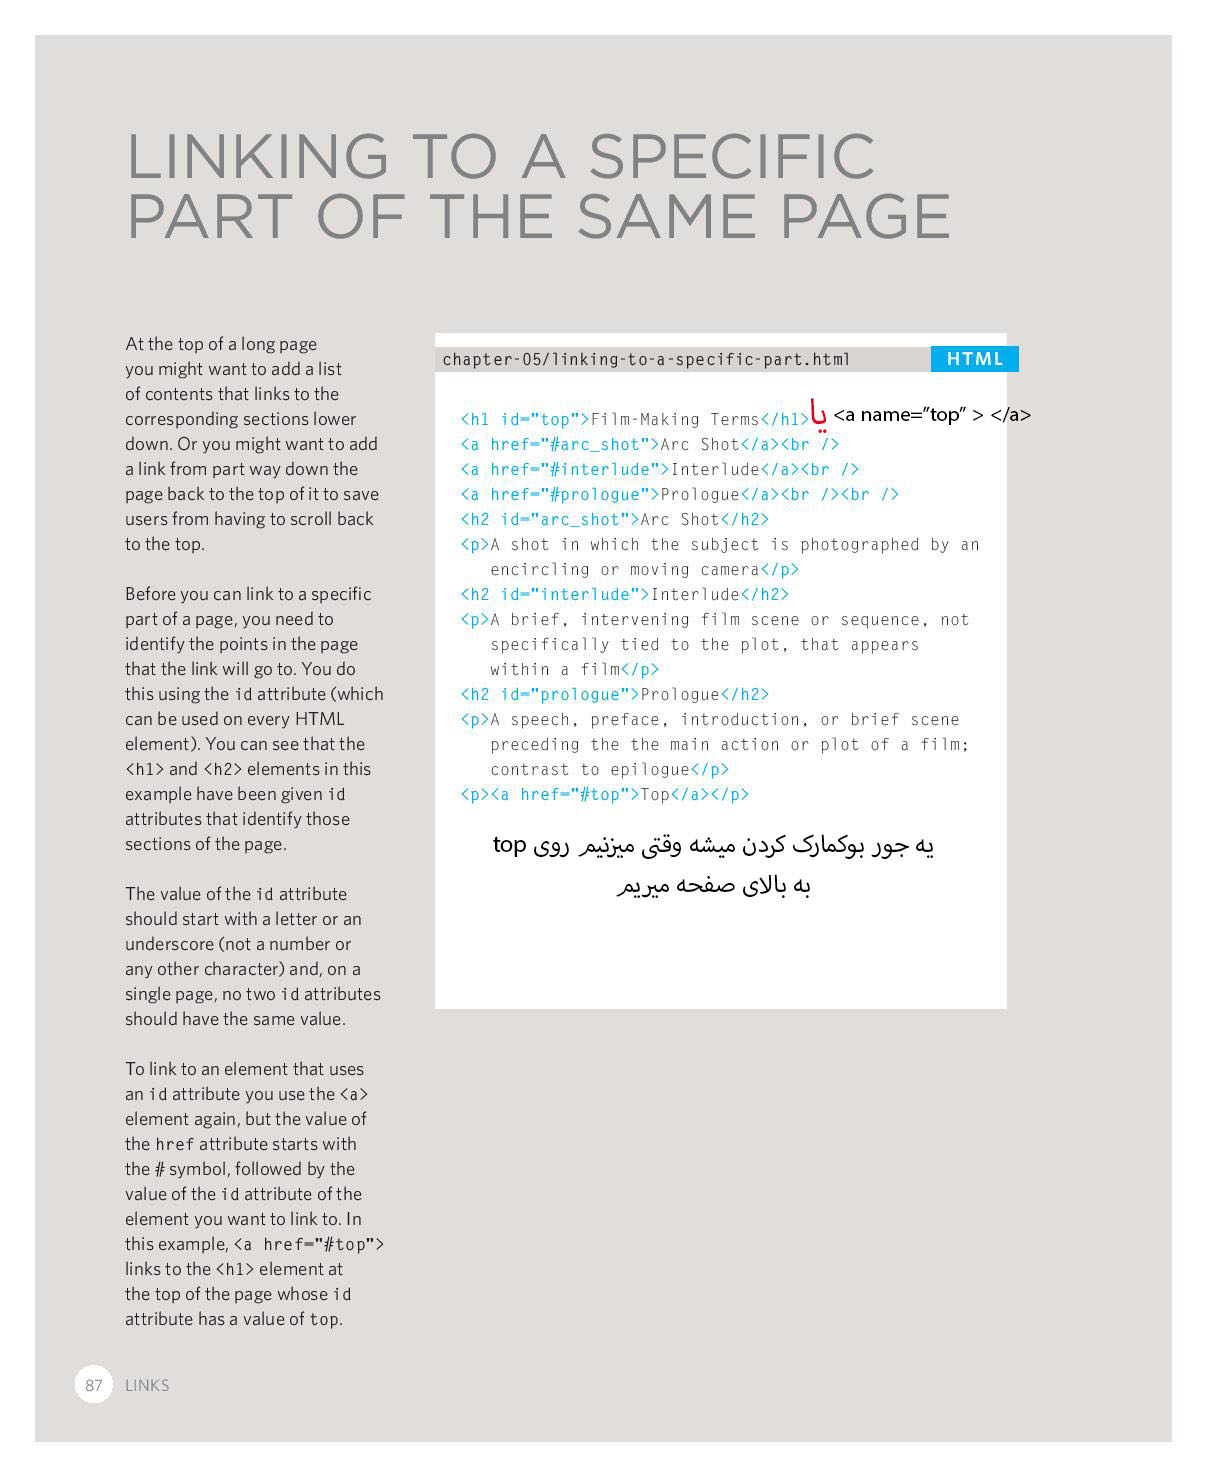 LINKING TO A SPECIFIC
PART OF THE SAME PAGE
At the top of a long page
you might want to add a list
of contents that links to the
corresponding sections lower
down. Or you might want to add
a link from part way down the
page back to the top of it to save
users from having to scroll back
to the top.
Before you can link to a specific
part of a page, you need to
identify the points in the page
that the link will go to. You do
this using the id attribute (which
can be used on every HTML
element). You can see that the
<h1> and <h2> elements in this
example have been given id
attributes that identify those
sections of the page.
The value of the id attribute
should start with a letter or an
underscore (not a number or
any other character) and, on a
single page, no two id attributes
should have the same value.
To link to an element that uses
an id attribute you use the <a>
element again, but the value of
the href attribute starts with
the # symbol, followed by the
value of the id attribute of the
element you want to link to. In
this example, <a href="#top">
links to the <h1> element at
the top of the page whose id
attribute has a value of top.
chapter-05/linking-to-a-specific-part.html HTML
<h1 id="top">Film-Making Terms</h1> یا <a name=”top” > </a>
<a href="#arc_shot">Arc Shot</a><br />
<a href="#interlude">Interlude</a><br />
<a href="#prologue">Prologue</a><br /><br />
<h2 id="arc_shot">Arc Shot</h2>
<p>A shot in which the subject is photographed by an
encircling or moving camera</p>
<h2 id="interlude">Interlude</h2>
<p>A brief, intervening film scene or sequence, not
specifically tied to the plot, that appears
within a film</p>
<h2 id="prologue">Prologue</h2>
<p>A speech, preface, introduction, or brief scene
preceding the the main action or plot of a film;
contrast to epilogue</p>
<p><a href="#top">Top</a></p>
یه جور بوکمارک کردن میشه وقتی میزنیم روی top
به بالای صفحه میریم
87 LINKS